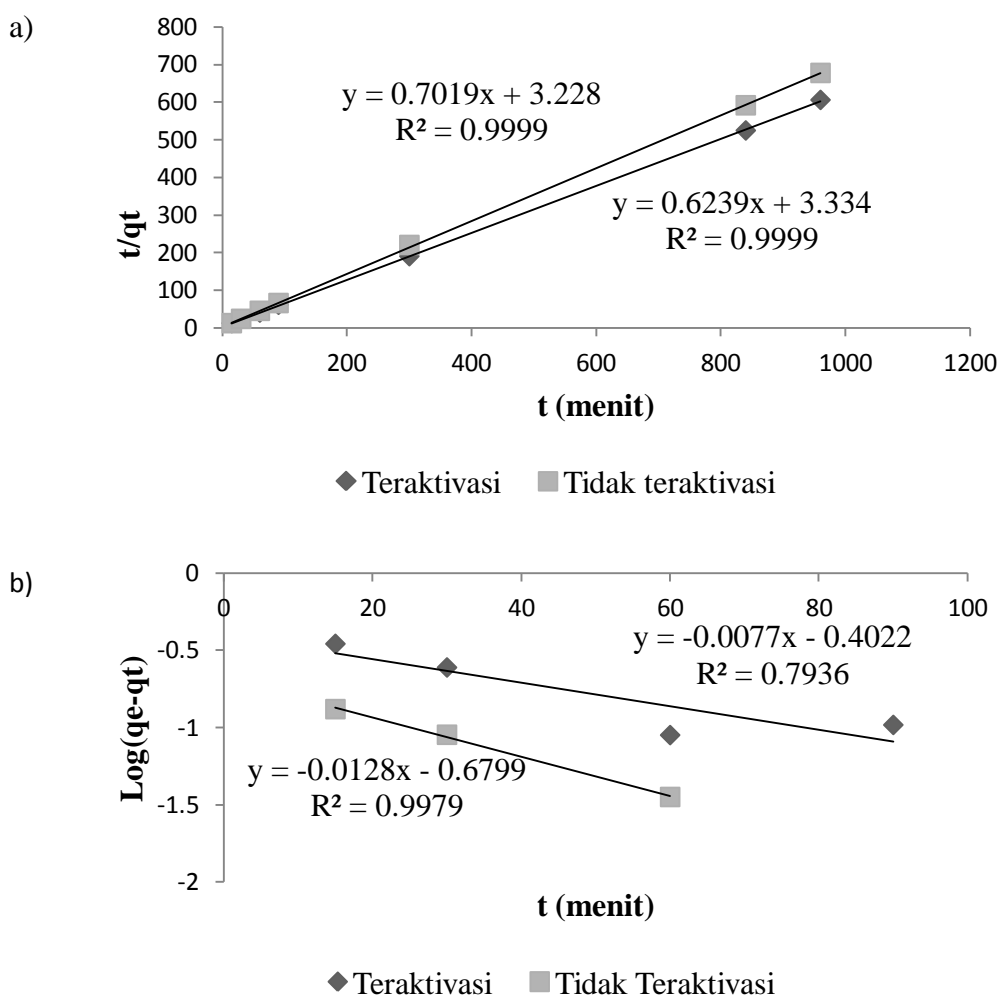 a)
800
700
600
500
400
300
200
100
0
t/qt
y = 0.7019x + 3.228
R² = 0.9999
y = 0.6239x + 3.334
R² = 0.9999
0 200 400 600 800 1000 1200
t (menit)
Teraktivasi Tidak teraktivasi
b)
0
-0.5
-1
-1.5
-2
Log(qe-qt)
0 20 40 60 80 100
y = -0.0077x - 0.4022
R² = 0.7936
y = -0.0128x - 0.6799
R² = 0.9979
t (menit)
Teraktivasi Tidak Teraktivasi